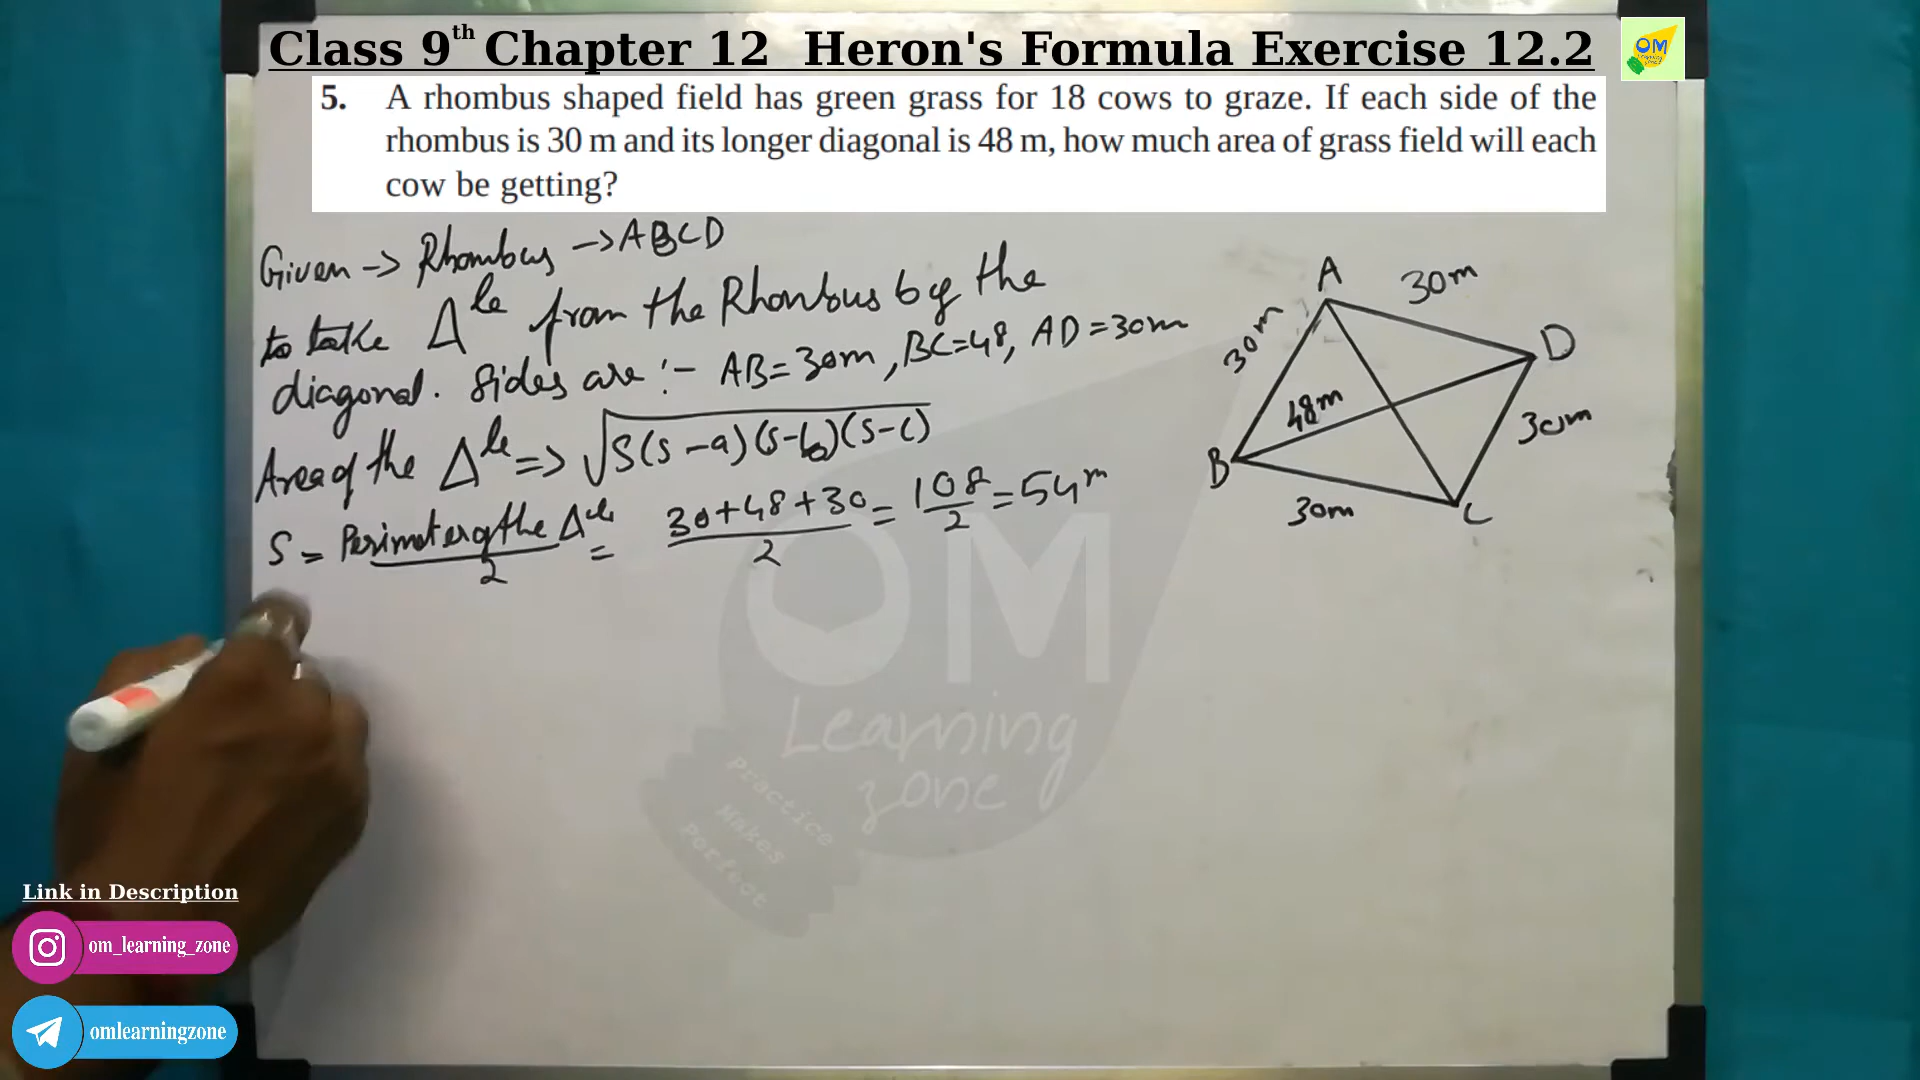 Class 9th Chapter 12 Heron's Formula Exercise 12.2
OM
Learning
Zone
5. A rhombus shaped field has green grass for 18 cows to graze. If each side of the
rhombus is 30 m and its longer diagonal is 48 m, how much area of grass field will each
cow be getting?
Given -> Rhombus -> ABCD
to take Δle from the Rhombus by the
diagonal. Sides are :- AB = 30m, BC=48, AD = 30m
Area of the Δle => √S(s-a)(s-b)(s-c)
S = Perimeter of the Δle / 2 = 30+48+30 / 2 = 108 / 2 = 54m
A
30m
30m
D
48m
30m
B
30m
C
OM
Learning
zone
Practice
Makes
Perfect
Link in Description
om_learning_zone
omlearningzone